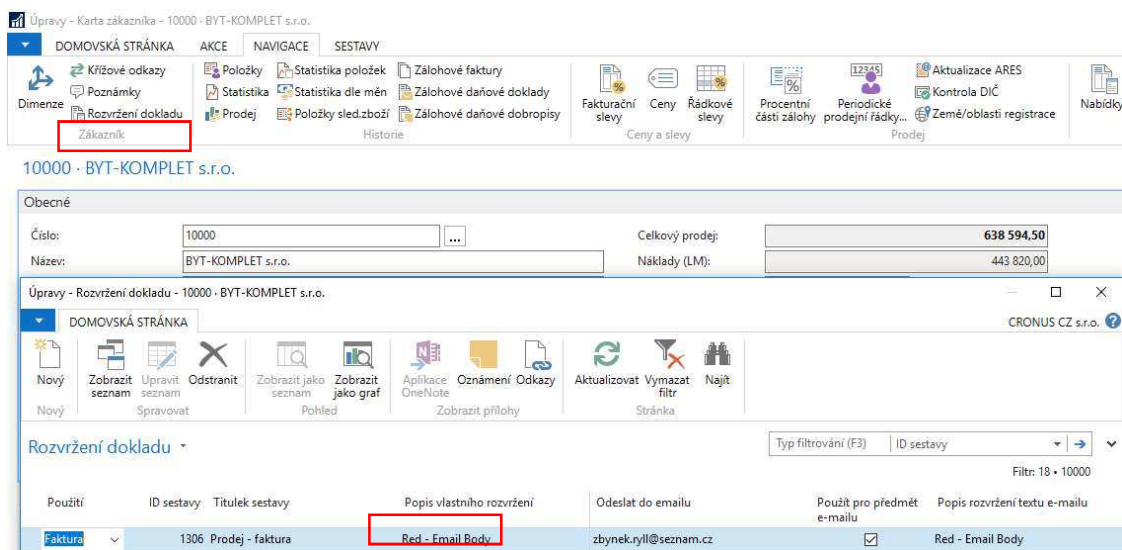 Úpravy - Karta zákazníka - 10000 · BYT-KOMPLET s.r.o.
DOMOVSKÁ STRÁNKA AKCE NAVIGACE SESTAVY
Dimenze
Křížové odkazy
Poznámky
Rozvržení dokladu
Zákazník
Položky Statistika položek Zálohové faktury
Statistika Statistika dle měn Zálohové daňové doklady
Prodej Položky sled.zboží Zálohové daňové dobropisy
Historie
Fakturační slevy
Ceny
Řádkové slevy
Ceny a slevy
12345
Procentní části zálohy
Periodické prodejní řádky...
Aktualizace ARES
Kontrola DIČ
Země/oblasti registrace
Prodej
Nabídky
10000 · BYT-KOMPLET s.r.o.
Obecné
Číslo: 10000 ... Celkový prodej: 638 594,50
Název: BYT-KOMPLET s.r.o. Náklady (LM): 443 820,00
Úpravy - Rozvržení dokladu - 10000 · BYT-KOMPLET s.r.o.
DOMOVSKÁ STRÁNKA CRONUS CZ s.r.o.
Nový
Zobrazit seznam
Upravit seznam
Odstranit
Zobrazit jako seznam
Zobrazit jako graf
Aplikace OneNote
Oznámení
Odkazy
Aktualizovat
Vymazat filtr
Najít
Nový Spravovat Pohled Zobrazit přílohy Stránka
Rozvržení dokladu Typ filtrování (F3) ID sestavy
Filtr: 18 • 10000
Použití ID sestavy Titulek sestavy Popis vlastního rozvržení Odeslat do emailu Použít pro předmět e-mailu Popis rozvržení textu e-mailu
Faktura 1306 Prodej - faktura Red - Email Body zbynek.ryll@seznam.cz Red - Email Body